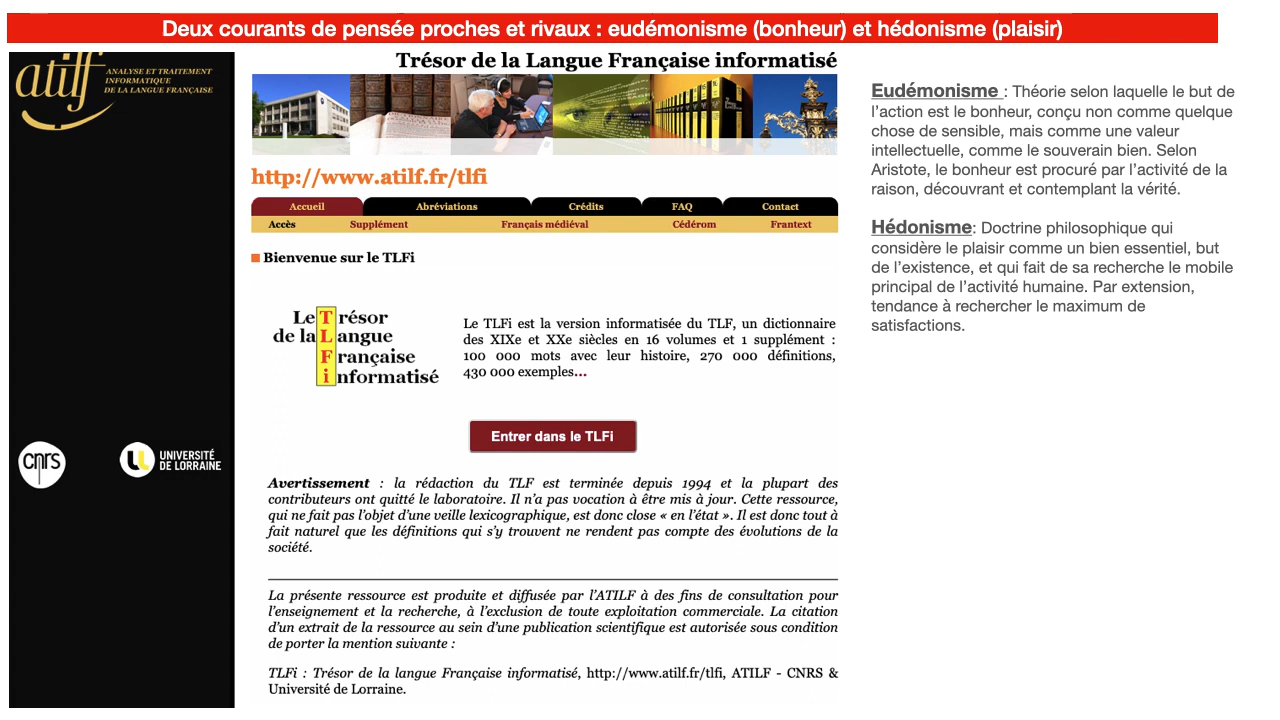 Deux courants de pensée proches et rivaux : eudémonisme (bonheur) et hédonisme (plaisir)
atilf
ANALYSE ET TRAITEMENT
INFORMATIQUE
DE LA LANGUE FRANÇAISE
Trésor de la Langue Française informatisé
http://www.atilf.fr/tlfi
Accueil Abréviations Crédits FAQ Contact
Accès Supplément Français médiéval Cédérom Frantext
Bienvenue sur le TLFi
Le Trésor
de la Langue
Française
informatisé
Le TLFi est la version informatisée du TLF, un dictionnaire
des XIXe et XXe siècles en 16 volumes et 1 supplément :
100 000 mots avec leur histoire, 270 000 définitions,
430 000 exemples...
Entrer dans le TLFi
cnrs
UNIVERSITÉ
DE LORRAINE
Avertissement : la rédaction du TLF est terminée depuis 1994 et la plupart des
contributeurs ont quitté le laboratoire. Il n'a pas vocation à être mis à jour. Cette ressource,
qui ne fait pas l'objet d'une veille lexicographique, est donc close « en l'état ». Il est donc tout à
fait naturel que les définitions qui s'y trouvent ne rendent pas compte des évolutions de la
société.
La présente ressource est produite et diffusée par l'ATILF à des fins de consultation pour
l'enseignement et la recherche, à l'exclusion de toute exploitation commerciale. La citation
d'un extrait de la ressource au sein d'une publication scientifique est autorisée sous condition
de porter la mention suivante :
TLFi : Trésor de la langue Française informatisé, http://www.atilf.fr/tlfi, ATILF - CNRS &
Université de Lorraine.
Eudémonisme : Théorie selon laquelle le but de
l'action est le bonheur, conçu non comme quelque
chose de sensible, mais comme une valeur
intellectuelle, comme le souverain bien. Selon
Aristote, le bonheur est procuré par l'activité de la
raison, découvrant et contemplant la vérité.
Hédonisme: Doctrine philosophique qui
considère le plaisir comme un bien essentiel, but
de l'existence, et qui fait de sa recherche le mobile
principal de l'activité humaine. Par extension,
tendance à rechercher le maximum de
satisfactions.